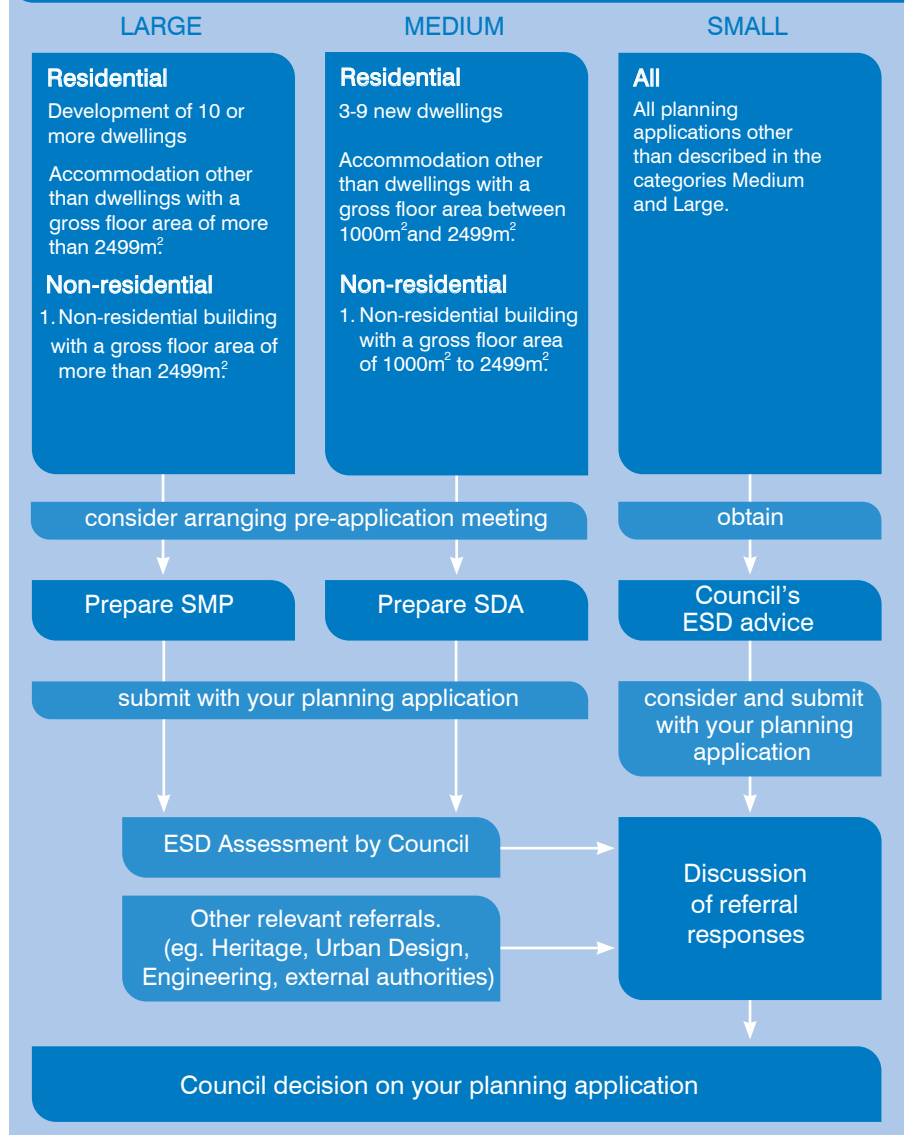 LARGE
MEDIUM
SMALL
Residential
Development of 10 or
more dwellings
Accommodation other
than dwellings with a
gross floor area of more
than 2499m².
Non-residential
1. Non-residential building
with a gross floor area of
more than 2499m².
Residential
3-9 new dwellings
Accommodation other
than dwellings with a
gross floor area between
1000m² and 2499m².
Non-residential
1. Non-residential building
with a gross floor area
of 1000m² to 2499m².
All
All planning
applications other
than described in the
categories Medium
and Large.
consider arranging pre-application meeting
obtain
Prepare SMP
Prepare SDA
Council's
ESD advice
submit with your planning application
consider and submit
with your planning
application
ESD Assessment by Council
Other relevant referrals.
(eg. Heritage, Urban Design,
Engineering, external authorities)
Discussion
of referral
responses
Council decision on your planning application